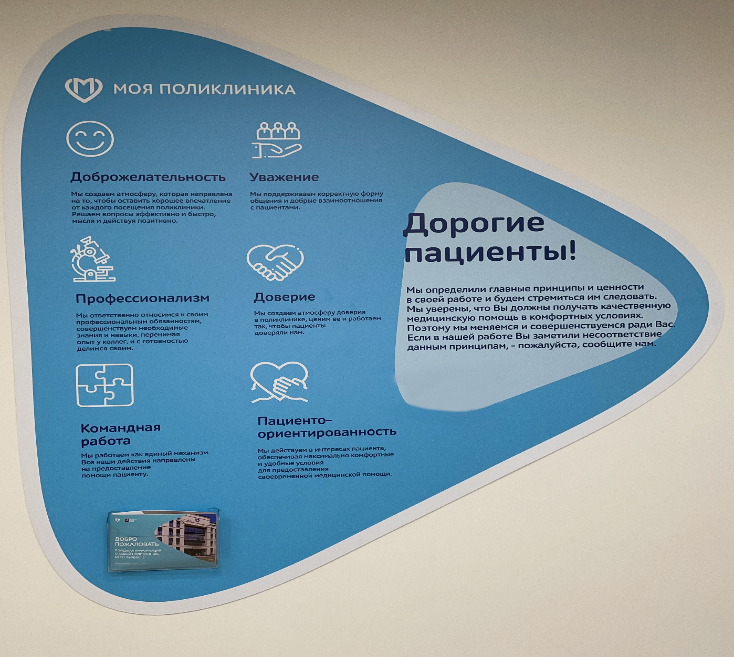 МОЯ ПОЛИКЛИНИКА
Доброжелательность
Мы создаем атмосферу, которая направлена
на то, чтобы оставить хорошее впечатление
от каждого посещения поликлиники.
Решаем вопросы эффективно и быстро,
мысля и действуя позитивно.
Уважение
Мы поддерживаем корректную форму
общения и добрые взаимоотношения
с пациентами.
Профессионализм
Мы ответственно относимся к своим
профессиональным обязанностям,
совершенствуем необходимые
знания и навыки, перенимая
опыт у коллег, и с готовностью
делимся своим.
Доверие
Мы создаем атмосферу доверия
в поликлинике, ценим ее и работаем
так, чтобы пациенты
доверяли нам.
Командная
работа
Мы работаем как единый механизм.
Все наши действия направлены
на предоставление
помощи пациенту.
Пациенто-
ориентированность
Мы действуем в интересах пациента,
обеспечивая максимально комфортные
и удобные условия
для предоставления
своевременной медицинской помощи.
Дорогие
пациенты!
Мы определили главные принципы и ценности
в своей работе и будем стремиться им следовать.
Мы уверены, что Вы должны получать качественную
медицинскую помощь в комфортных условиях.
Поэтому мы меняемся и совершенствуемся ради Вас.
Если в нашей работе Вы заметили несоответствие
данным принципам, - пожалуйста, сообщите нам.
ДОБРО
ПОЖАЛОВАТЬ